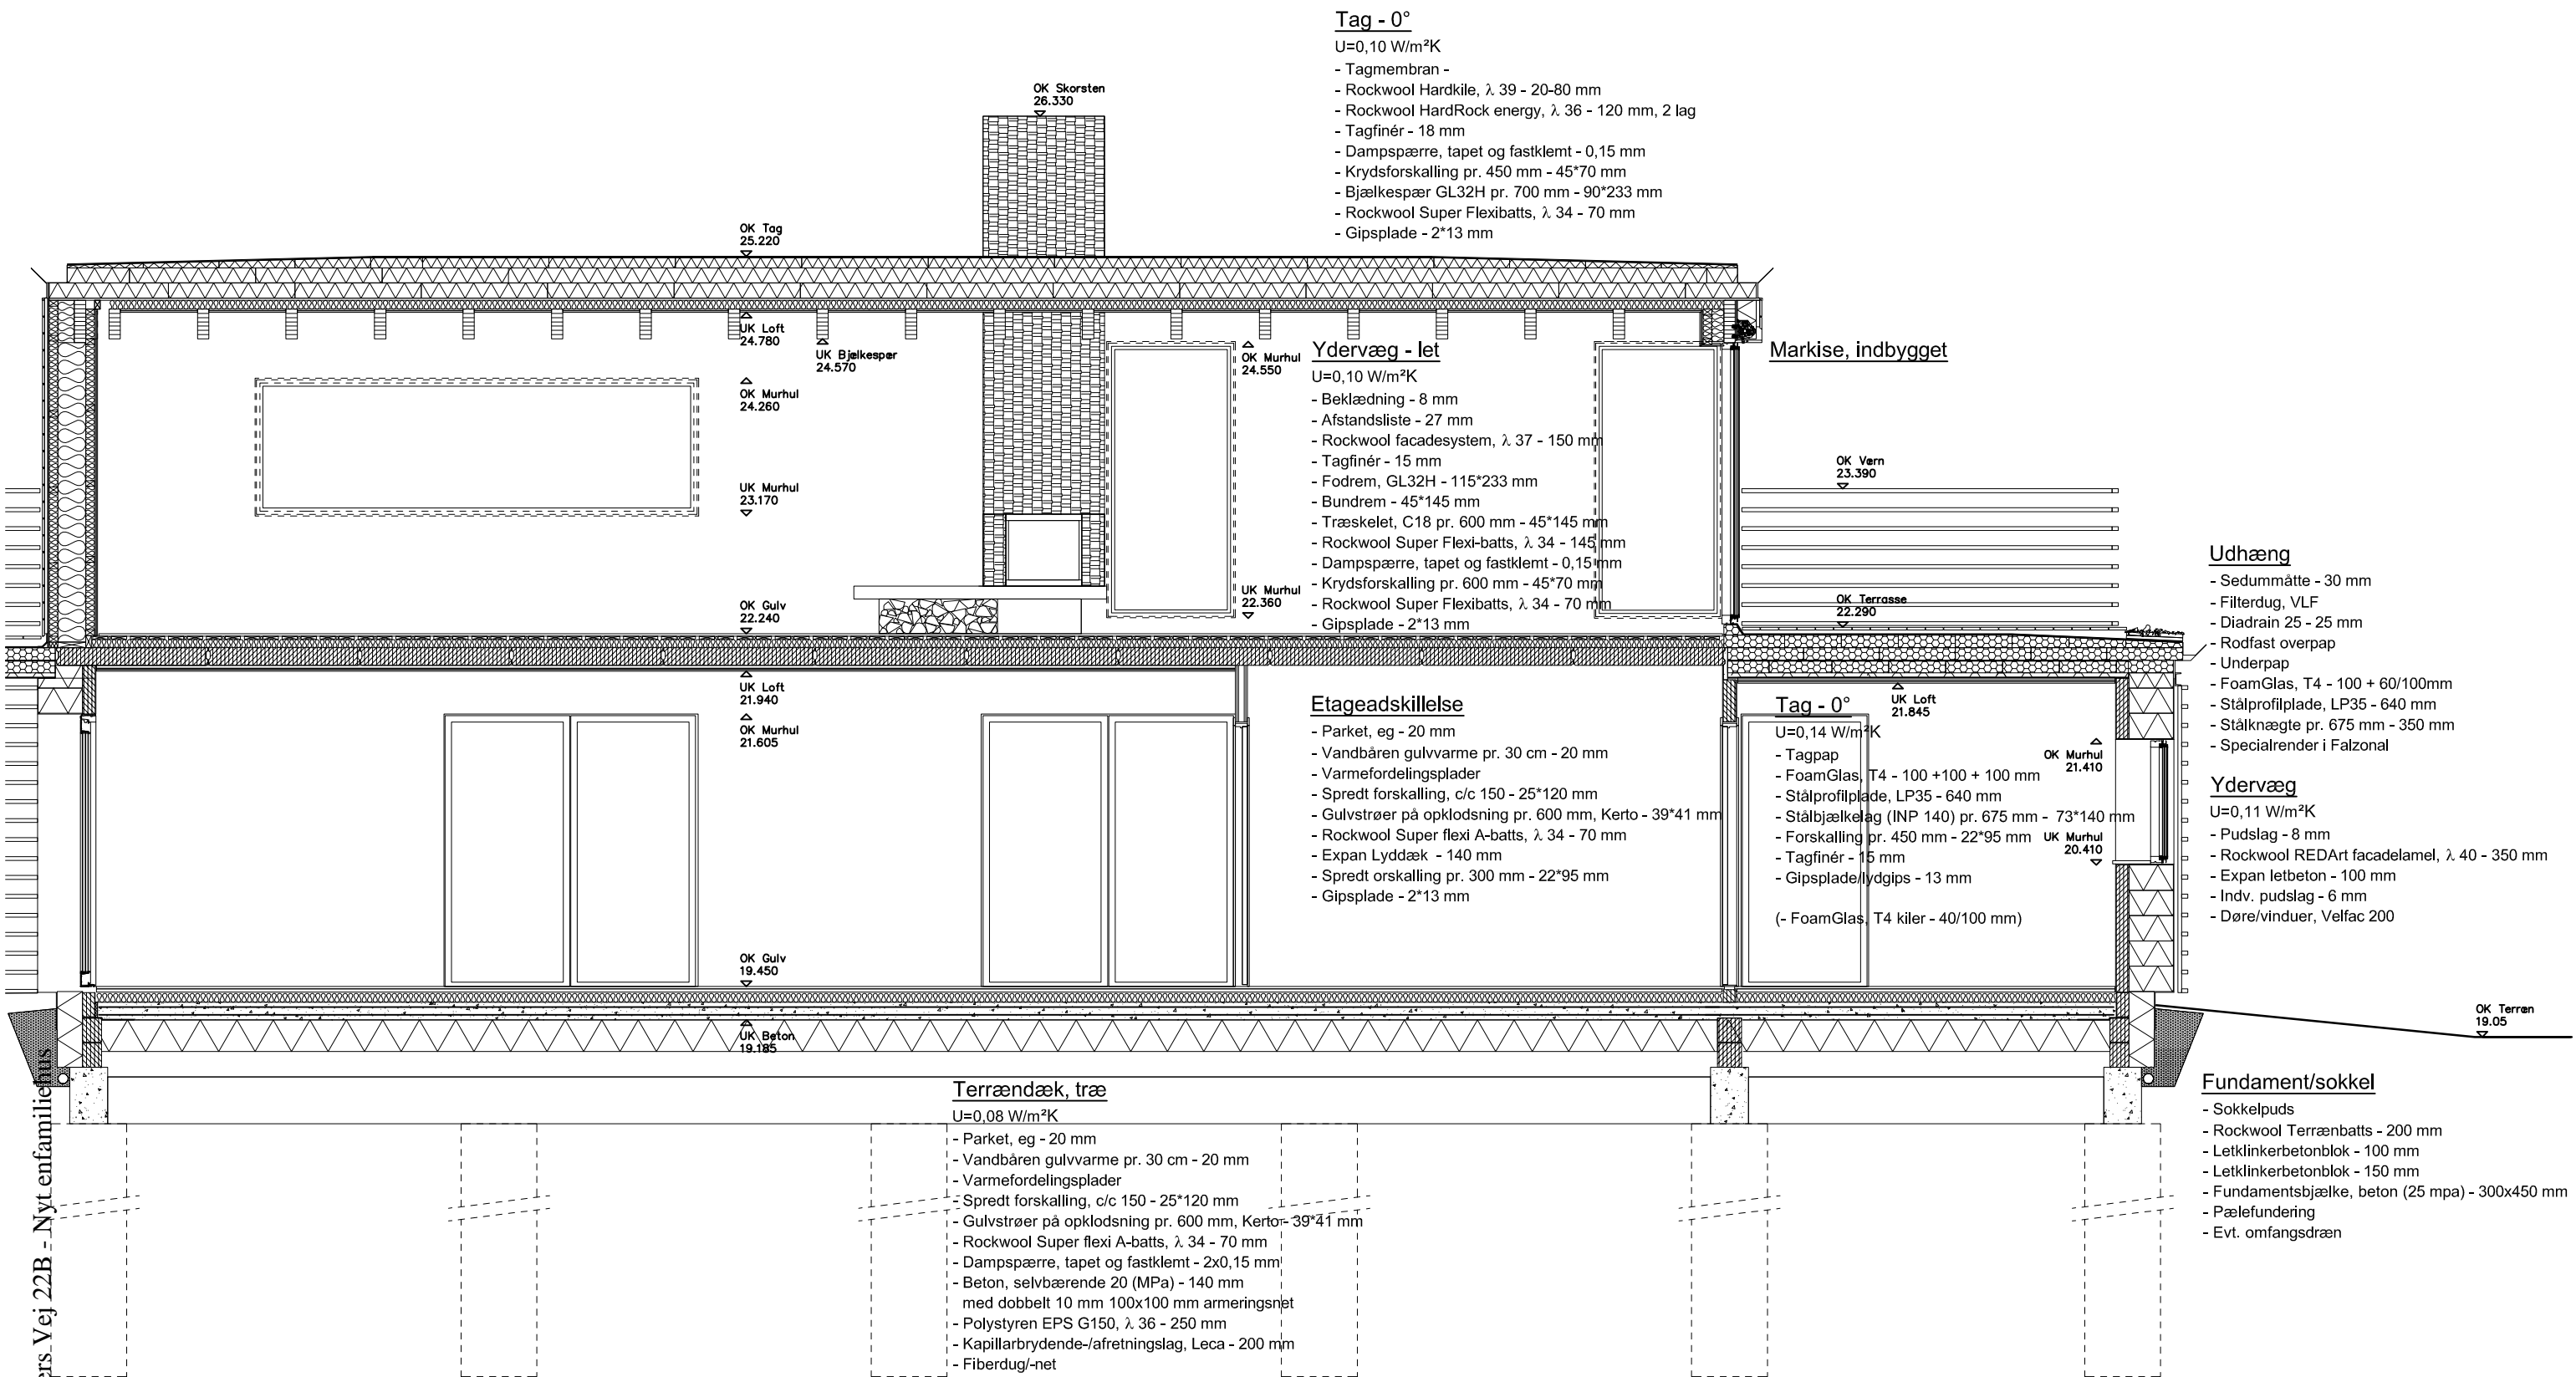 Tag - 0°
U=0,10 W/m²K
- Tagmembran -
- Rockwool Hardkile, λ 39 - 20-80 mm
- Rockwool HardRock energy, λ 36 - 120 mm, 2 lag
- Tagfinér - 18 mm
- Dampspærre, tapet og fastklemt - 0,15 mm
- Krydsforskalling pr. 450 mm - 45*70 mm
- Bjælkespær GL32H pr. 700 mm - 90*233 mm
- Rockwool Super Flexibatts, λ 34 - 70 mm
- Gipsplade - 2*13 mm
OK Skorsten
26.330
OK Tag
25.220
UK Loft
24.780
UK Bjælkespær
24.570
OK Murhul
24.260
UK Murhul
23.170
OK Gulv
22.240
OK Murhul
24.550
UK Murhul
22.360
Ydervæg - let
U=0,10 W/m²K
- Beklædning - 8 mm
- Afstandsliste - 27 mm
- Rockwool facadesystem, λ 37 - 150 mm
- Tagfinér - 15 mm
- Fodrem, GL32H - 115*233 mm
- Bundrem - 45*145 mm
- Træskelet, C18 pr. 600 mm - 45*145 mm
- Rockwool Super Flexi-batts, λ 34 - 145 mm
- Dampspærre, tapet og fastklemt - 0,15 mm
- Krydsforskalling pr. 600 mm - 45*70 mm
- Rockwool Super Flexibatts, λ 34 - 70 mm
- Gipsplade - 2*13 mm
Markise, indbygget
OK Værn
23.390
OK Terrasse
22.290
Udhæng
- Sedummåtte - 30 mm
- Filterdug, VLF
- Diadrain 25 - 25 mm
- Rodfast overpap
- Underpap
- FoamGlas, T4 - 100 + 60/100mm
- Stålprofilplade, LP35 - 640 mm
- Stålknægte pr. 675 mm - 350 mm
- Specialrender i Falzonal
UK Loft
21.940
OK Murhul
21.605
OK Gulv
19.450
UK Beton
19.185
Etageadskillelse
- Parket, eg - 20 mm
- Vandbåren gulvvarme pr. 30 cm - 20 mm
- Varmefordelingsplader
- Spredt forskalling, c/c 150 - 25*120 mm
- Gulvstrøer på opklodsning pr. 600 mm, Kerto - 39*41 mm
- Rockwool Super flexi A-batts, λ 34 - 70 mm
- Expan Lyddæk - 140 mm
- Spredt orskalling pr. 300 mm - 22*95 mm
- Gipsplade - 2*13 mm
UK Loft
21.845
Tag - 0°
U=0,14 W/m²K
- Tagpap
- FoamGlas, T4 - 100 +100 + 100 mm
- Stålprofilplade, LP35 - 640 mm
- Stålbjælkelag (INP 140) pr. 675 mm - 73*140 mm
- Forskalling pr. 450 mm - 22*95 mm
- Tagfinér - 15 mm
- Gipsplade/lydgips - 13 mm
(- FoamGlas, T4 kiler - 40/100 mm)
OK Murhul
21.410
UK Murhul
20.410
Ydervæg
U=0,11 W/m²K
- Pudslag - 8 mm
- Rockwool REDArt facadelamel, λ 40 - 350 mm
- Expan letbeton - 100 mm
- Indv. pudslag - 6 mm
- Døre/vinduer, Velfac 200
OK Terræn
19.05
Terrændæk, træ
U=0,08 W/m²K
- Parket, eg - 20 mm
- Vandbåren gulvvarme pr. 30 cm - 20 mm
- Varmefordelingsplader
- Spredt forskalling, c/c 150 - 25*120 mm
- Gulvstrøer på opklodsning pr. 600 mm, Kerto - 39*41 mm
- Rockwool Super flexi A-batts, λ 34 - 70 mm
- Dampspærre, tapet og fastklemt - 2x0,15 mm
- Beton, selvbærende 20 (MPa) - 140 mm
med dobbelt 10 mm 100x100 mm armeringsnet
- Polystyren EPS G150, λ 36 - 250 mm
- Kapillarbrydende-/afretningslag, Leca - 200 mm
- Fiberdug/-net
Fundament/sokkel
- Sokkelpuds
- Rockwool Terrænbatts - 200 mm
- Letklinkerbetonblok - 100 mm
- Letklinkerbetonblok - 150 mm
- Fundamentsbjælke, beton (25 mpa) - 300x450 mm
- Pælefundering
- Evt. omfangsdræn
ers Vej 22B - Nyt enfamiliehus